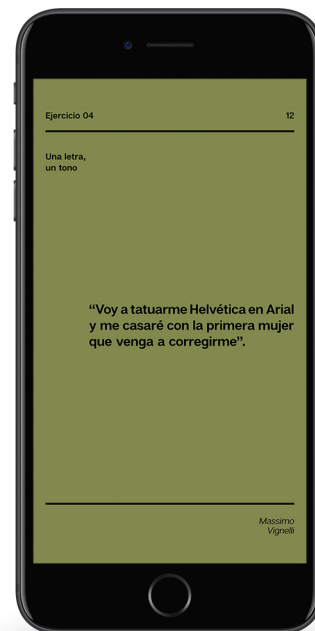 Ejercicio 04
12
Una letra,
un tono
“Voy a tatuarme Helvética en Arial
y me casaré con la primera mujer
que venga a corregirme”.
Massimo
Vignelli